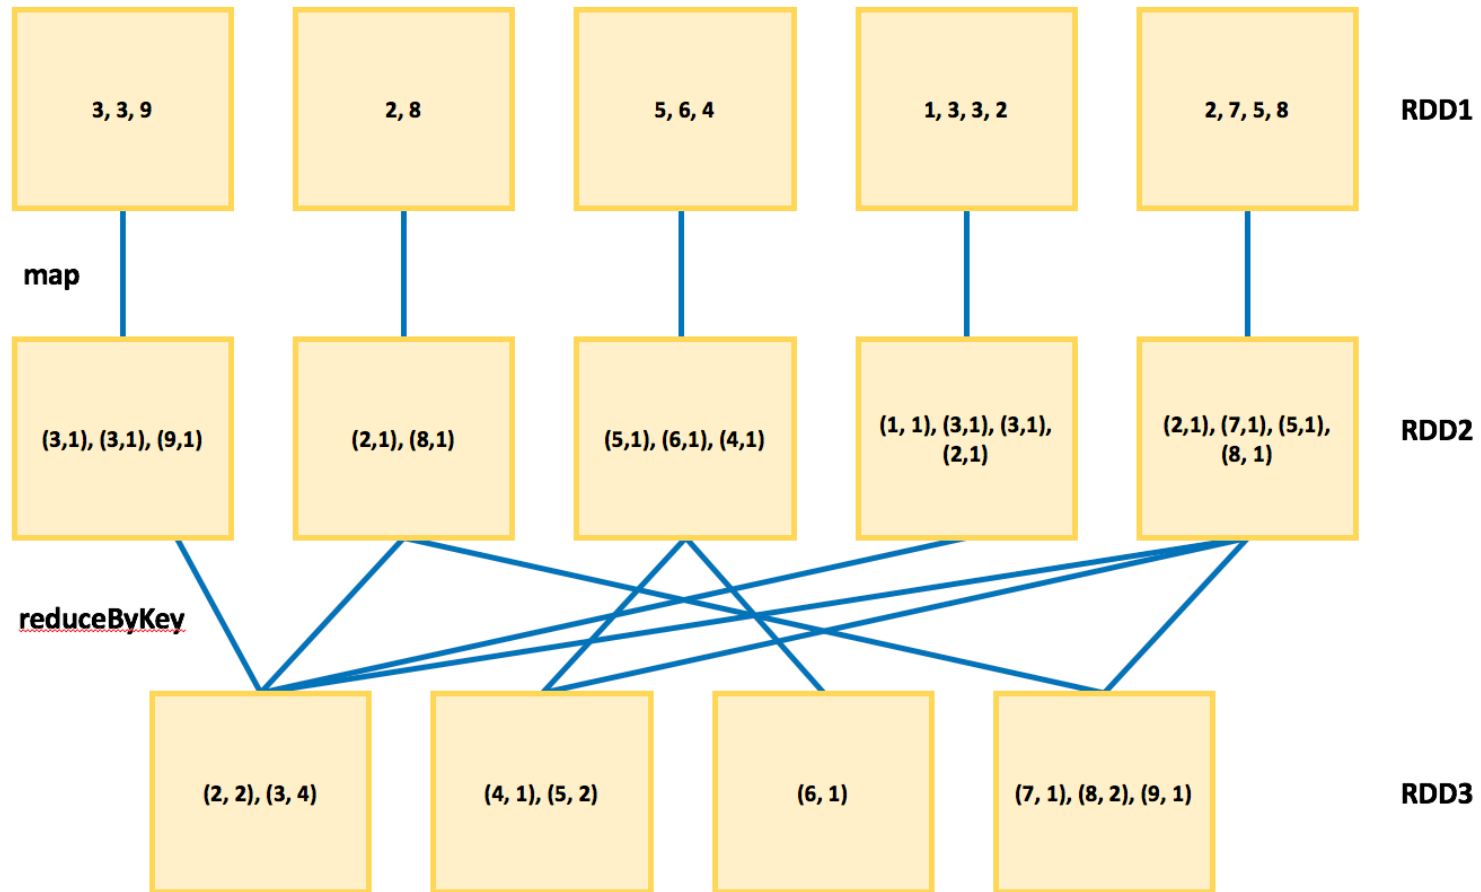 3, 3, 9
2, 8
5, 6, 4
1, 3, 3, 2
2, 7, 5, 8
RDD1
map
(3,1), (3,1), (9,1)
(2,1), (8,1)
(5,1), (6,1), (4,1)
(1, 1), (3,1), (3,1),
(2,1)
(2,1), (7,1), (5,1),
(8, 1)
RDD2
reduceByKey
(2, 2), (3, 4)
(4, 1), (5, 2)
(6, 1)
(7, 1), (8, 2), (9, 1)
RDD3